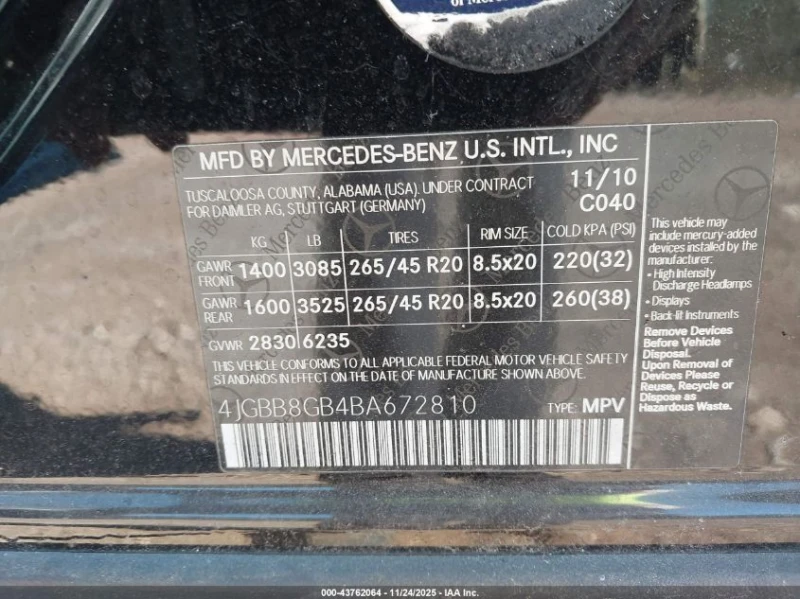 MFD BY MERCEDES-BENZ U.S. INTL., INC
TUSCALOOSA COUNTY, ALABAMA (USA) UNDER CONTRACT 11/10
FOR DAIMLER AG, STUTTGART (GERMANY) C040
KG LB TIRES RIM SIZE COLD KPA (PSI)
GAWR FRONT 1400 3085 265/45 R20 8.5x20 220(32)
GAWR REAR 1600 3525 265/45 R20 8.5x20 260(38)
GVWR 2830 6235
THIS VEHICLE CONFORMS TO ALL APPLICABLE FEDERAL MOTOR VEHICLE SAFETY
STANDARD IN EFFECT ON THE DATE OF MANUFACTURE SHOWN ABOVE.
4JGBB8GB4BA672810 TYPE: MPV
This vehicle may
include mercury-added
devices installed by the
manufacturer:
- High Intensity
Discharge Headlamps
- Displays
- Back-lit Instruments
Remove Devices
Before Vehicle
Disposal.
Upon Removal of
Devices Please
Reuse, Recycle or
Dispose as
Hazardous Waste.
000-43762064 - 11/24/2025 - IAA Inc.